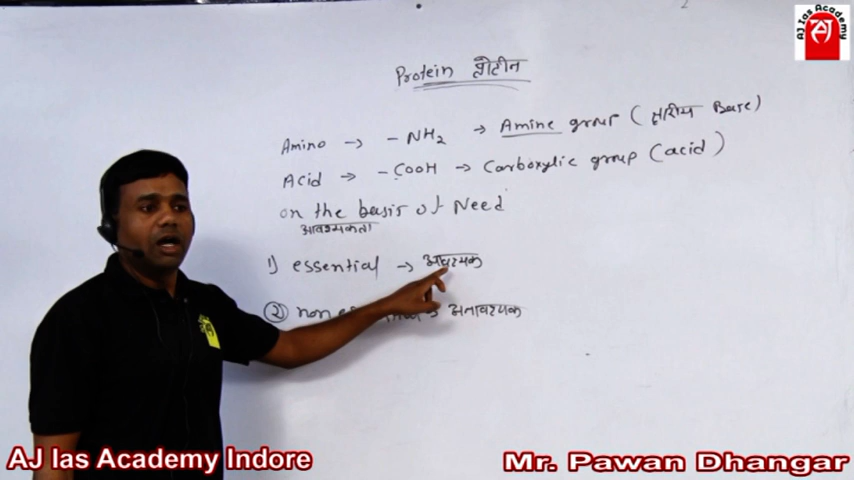 AJ Ias Academy
AJ
Protein प्रोटीन
Amino → - NH2 → Amine group (क्षारीय Base)
Acid → - COOH → Carboxylic group (acid)
on the basis of Need
आवश्यकता
1) essential → आवश्यक
2) non अनावश्यक
AJ Ias Academy Indore
Mr. Pawan Dhangar